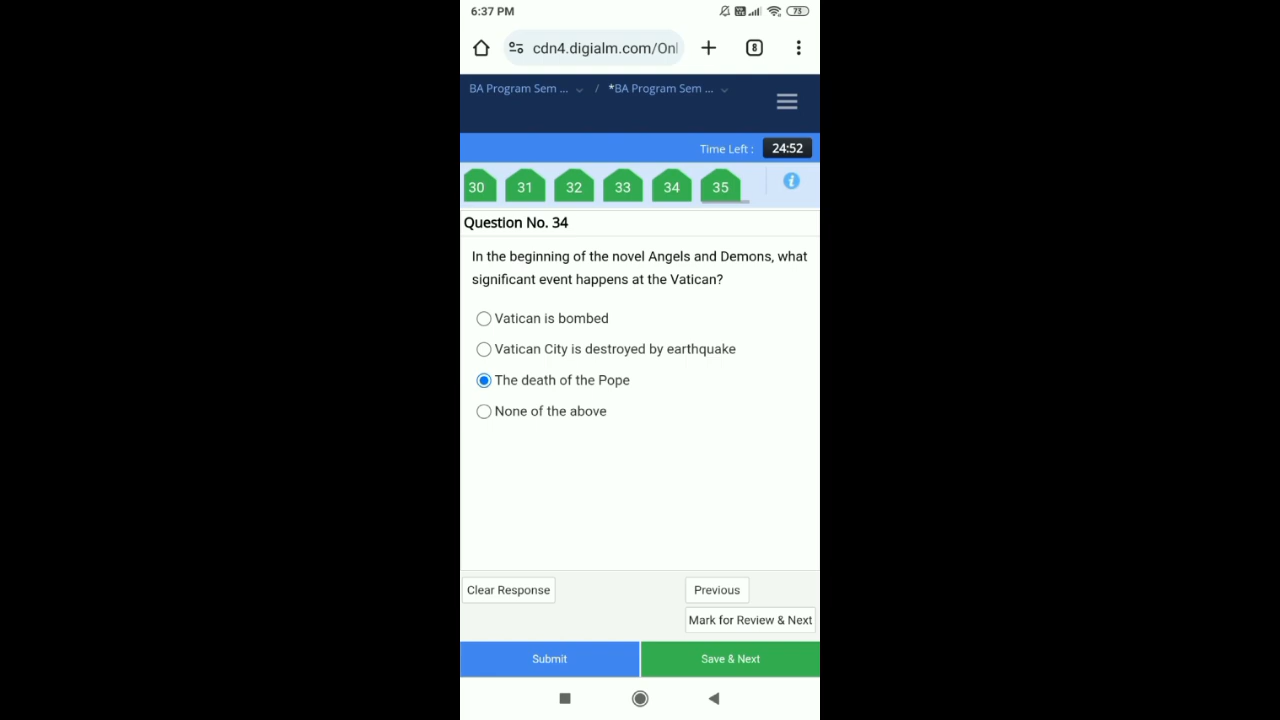 6:37 PM
73
cdn4.digialm.com/Onl
8
BA Program Sem ... / *BA Program Sem ...
Time Left : 24:52
30 31 32 33 34 35
Question No. 34
In the beginning of the novel Angels and Demons, what
significant event happens at the Vatican?
Vatican is bombed
Vatican City is destroyed by earthquake
The death of the Pope
None of the above
Clear Response Previous
Mark for Review & Next
Submit Save & Next